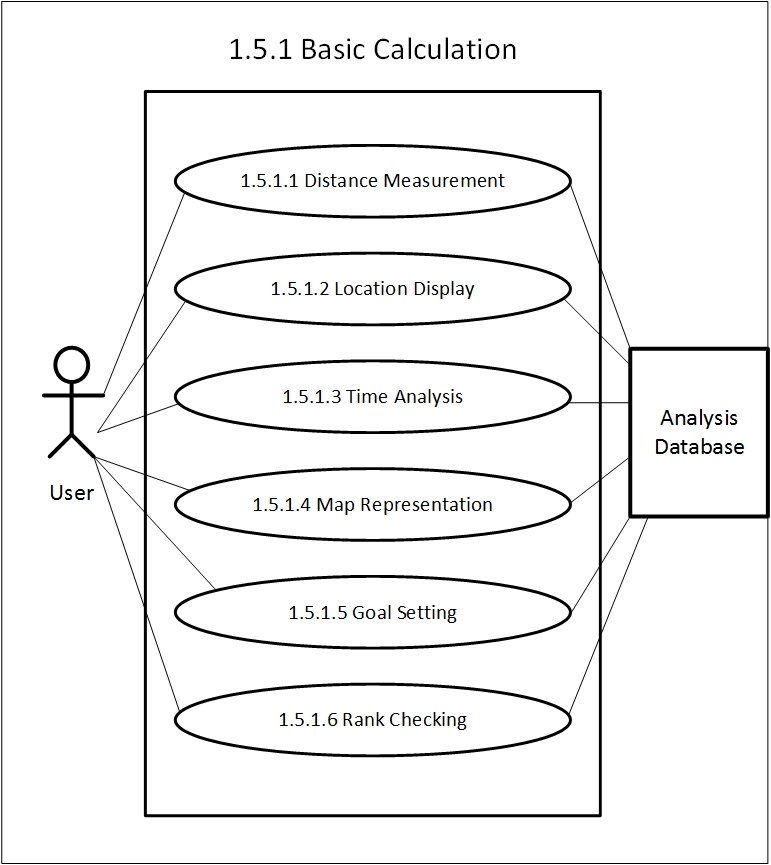 1.5.1 Basic Calculation
1.5.1.1 Distance Measurement
1.5.1.2 Location Display
1.5.1.3 Time Analysis
1.5.1.4 Map Representation
1.5.1.5 Goal Setting
1.5.1.6 Rank Checking
User
Analysis
Database